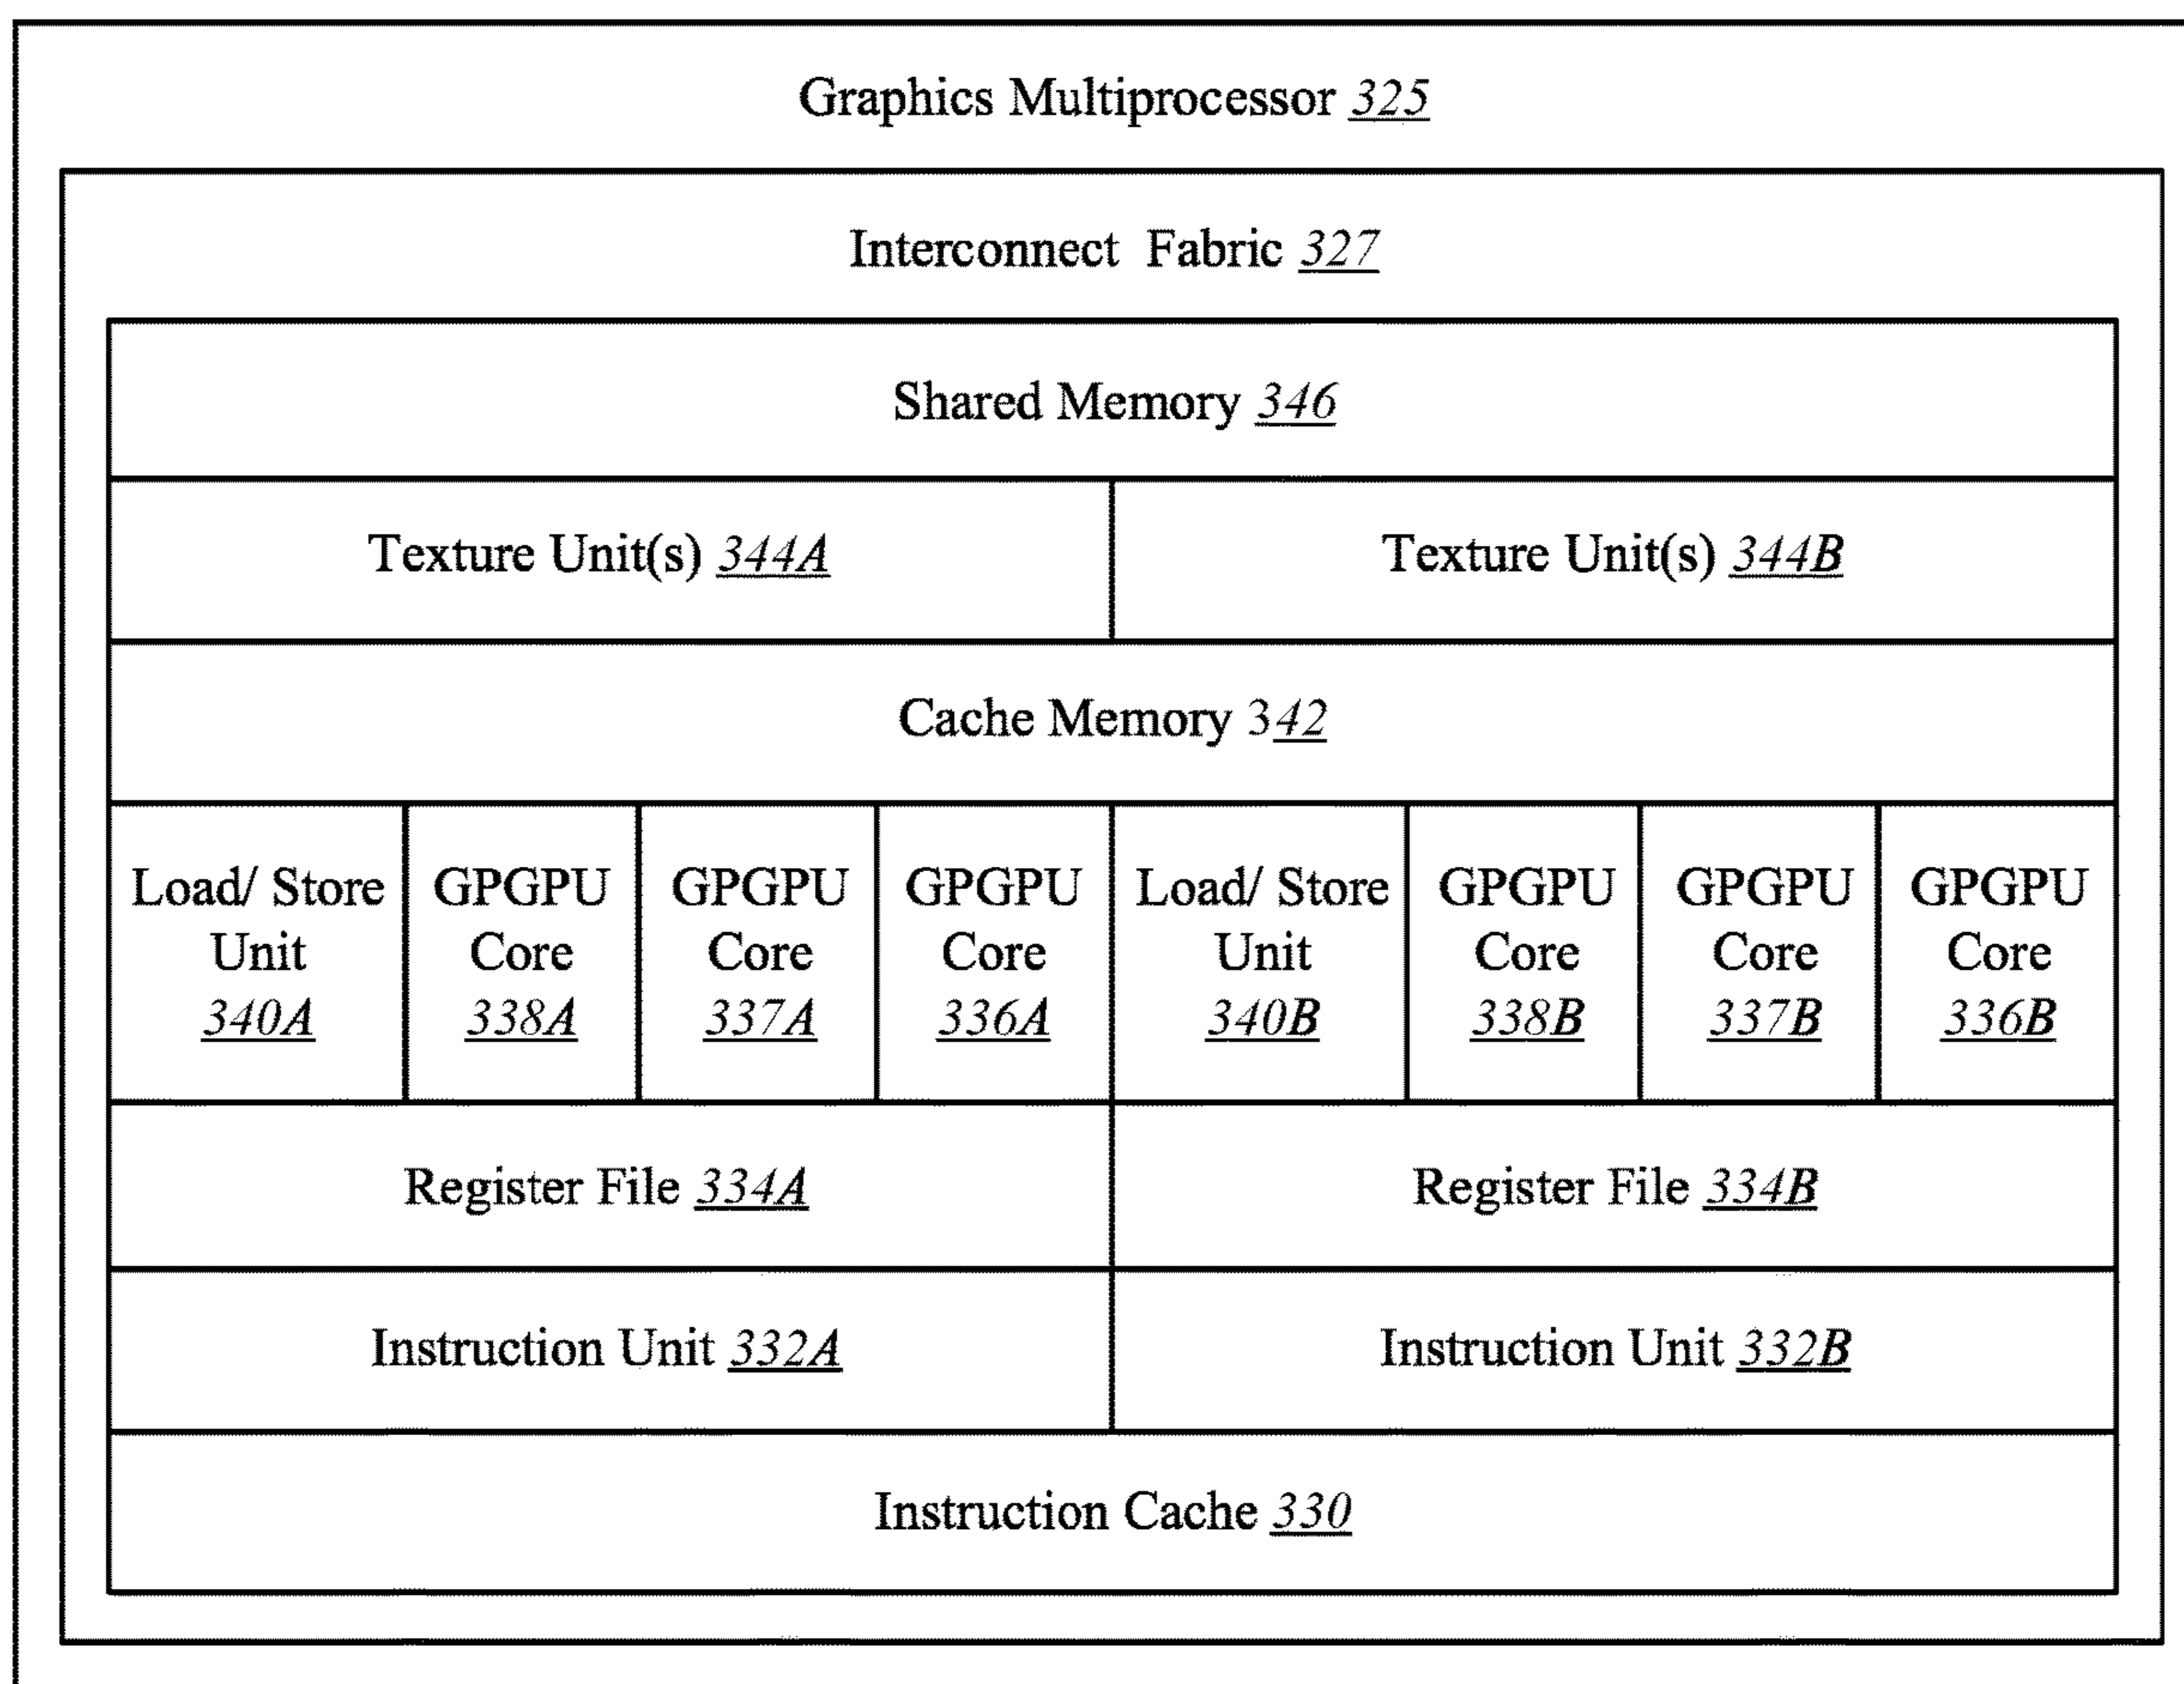 Graphics Multiprocessor 325
Interconnect Fabric 327
Shared Memory 346
Texture Unit(s) 344A
Texture Unit(s) 344B
Cache Memory 342
Load/ Store
Unit
340A
GPGPU
Core
338A
GPGPU
Core
337A
GPGPU
Core
336A
Load/ Store
Unit
340B
GPGPU
Core
338B
GPGPU
Core
337B
GPGPU
Core
336B
Register File 334A
Register File 334B
Instruction Unit 332A
Instruction Unit 332B
Instruction Cache 330